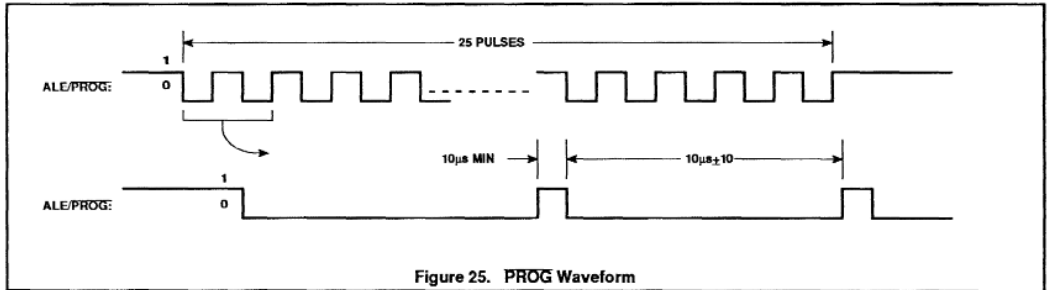 25 PULSES
1
ALE/PROG:
0
10µs MIN
10µs±10
1
ALE/PROG:
0
Figure 25. PROG Waveform